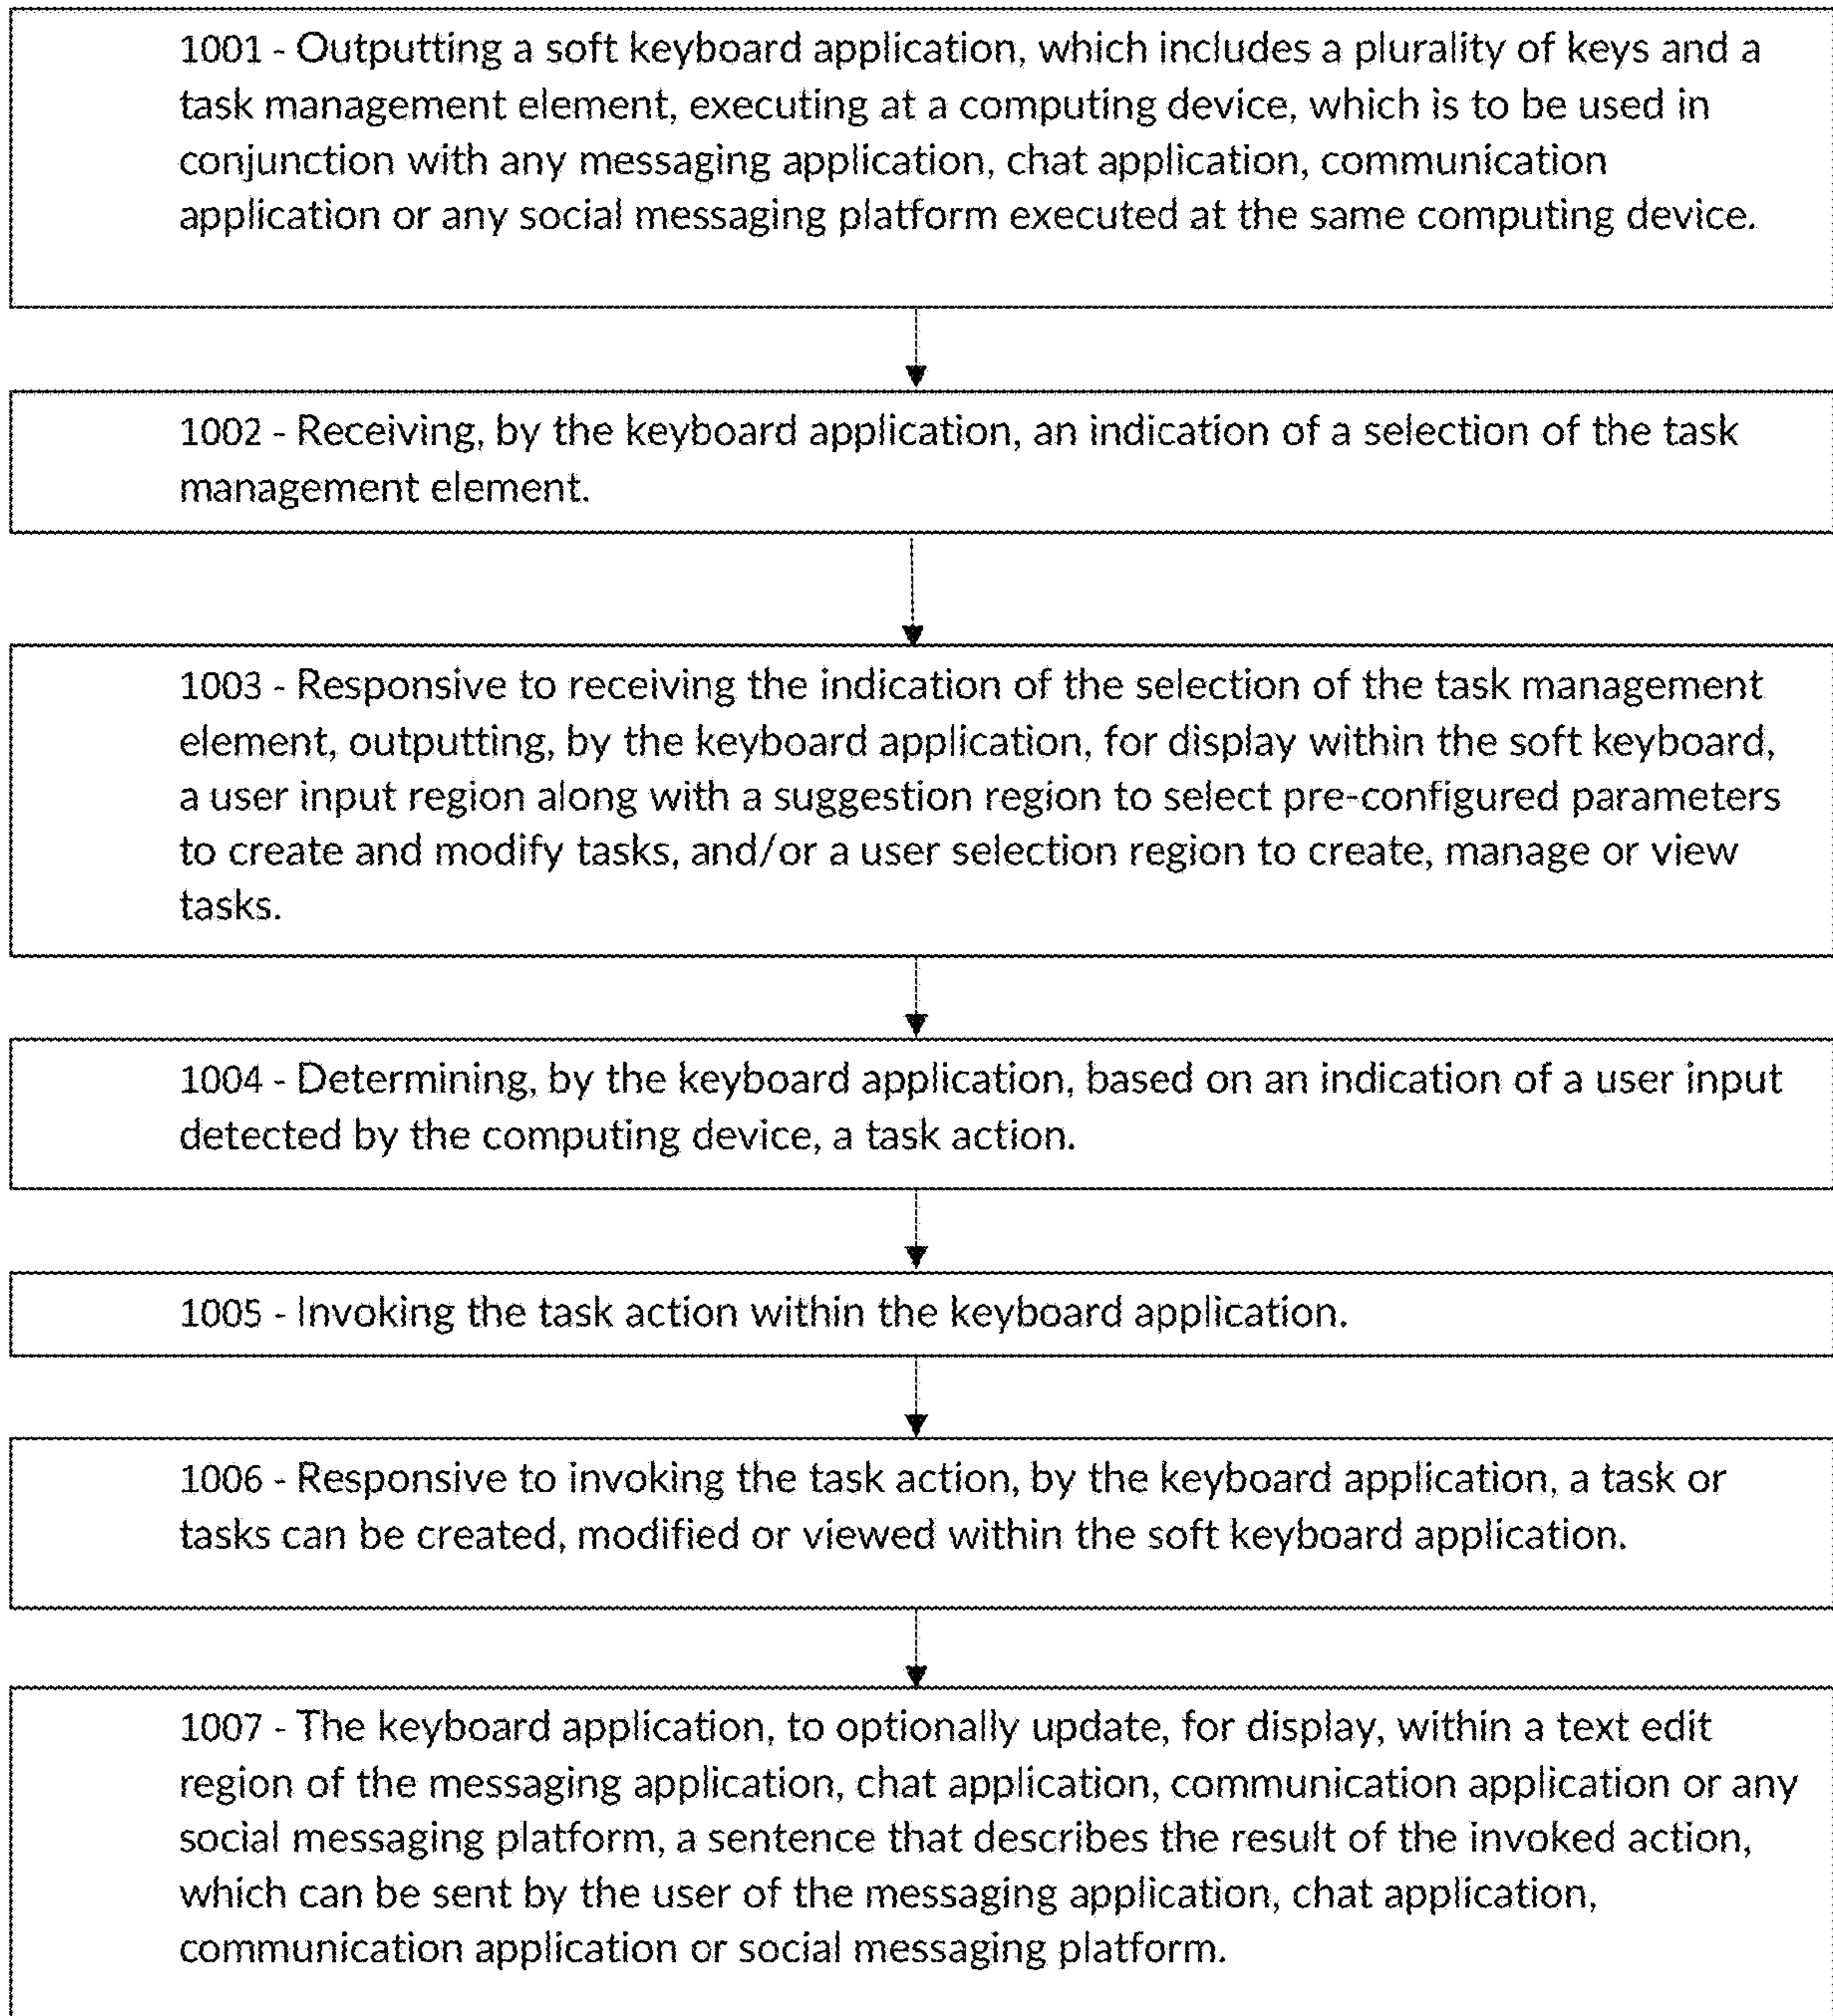 1001 - Outputting a soft keyboard application, which includes a plurality of keys and a
task management element, executing at a computing device, which is to be used in
conjunction with any messaging application, chat application, communication
application or any social messaging platform executed at the same computing device.
1002 - Receiving, by the keyboard application, an indication of a selection of the task
management element.
1003 - Responsive to receiving the indication of the selection of the task management
element, outputting, by the keyboard application, for display within the soft keyboard,
a user input region along with a suggestion region to select pre-configured parameters
to create and modify tasks, and/or a user selection region to create, manage or view
tasks.
1004 - Determining, by the keyboard application, based on an indication of a user input
detected by the computing device, a task action.
1005 - Invoking the task action within the keyboard application.
1006 - Responsive to invoking the task action, by the keyboard application, a task or
tasks can be created, modified or viewed within the soft keyboard application.
1007 - The keyboard application, to optionally update, for display, within a text edit
region of the messaging application, chat application, communication application or any
social messaging platform, a sentence that describes the result of the invoked action,
which can be sent by the user of the messaging application, chat application,
communication application or social messaging platform.